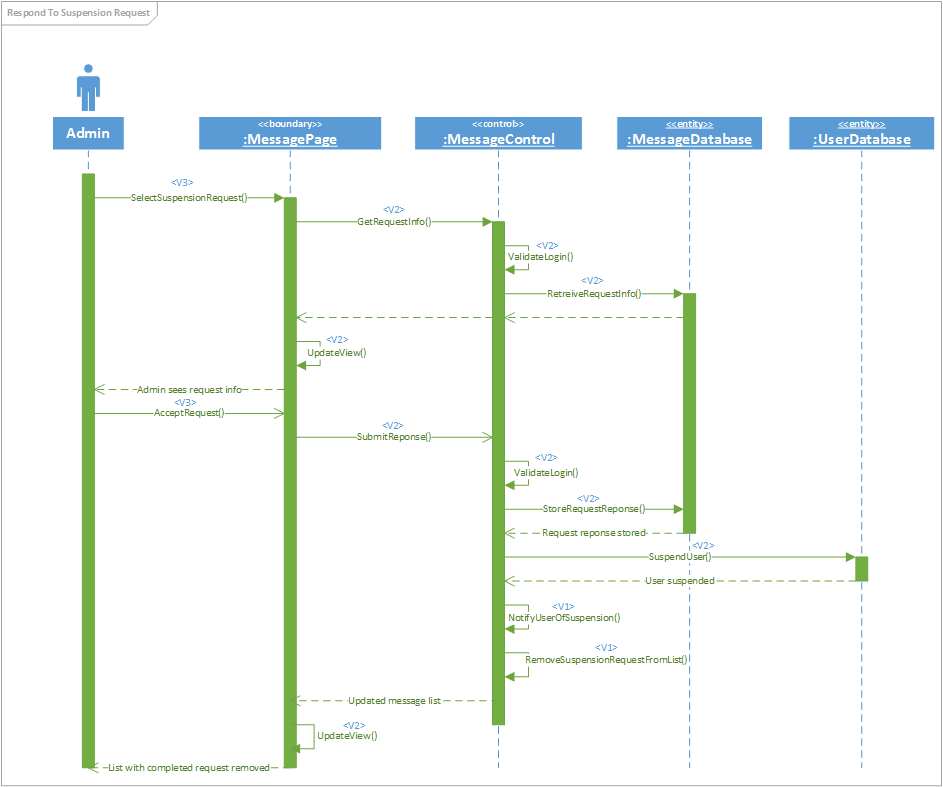 Respond To Suspension Request
Admin
<<boundary>>
:MessagePage
<<control>>
:MessageControl
<<entity>>
:MessageDatabase
<<entity>>
:UserDatabase
<V3>
SelectSuspensionRequest()
<V2>
GetRequestInfo()
<V2>
ValidateLogin()
<V2>
RetreiveRequestInfo()
<V2>
UpdateView()
Admin sees request info
<V3>
AcceptRequest()
<V2>
SubmitReponse()
<V2>
ValidateLogin()
<V2>
StoreRequestReponse()
Request reponse stored
<V2>
SuspendUser()
User suspended
<V1>
NotifyUserOfSuspension()
<V1>
RemoveSuspensionRequestFromList()
Updated message list
<V2>
UpdateView()
List with completed request removed